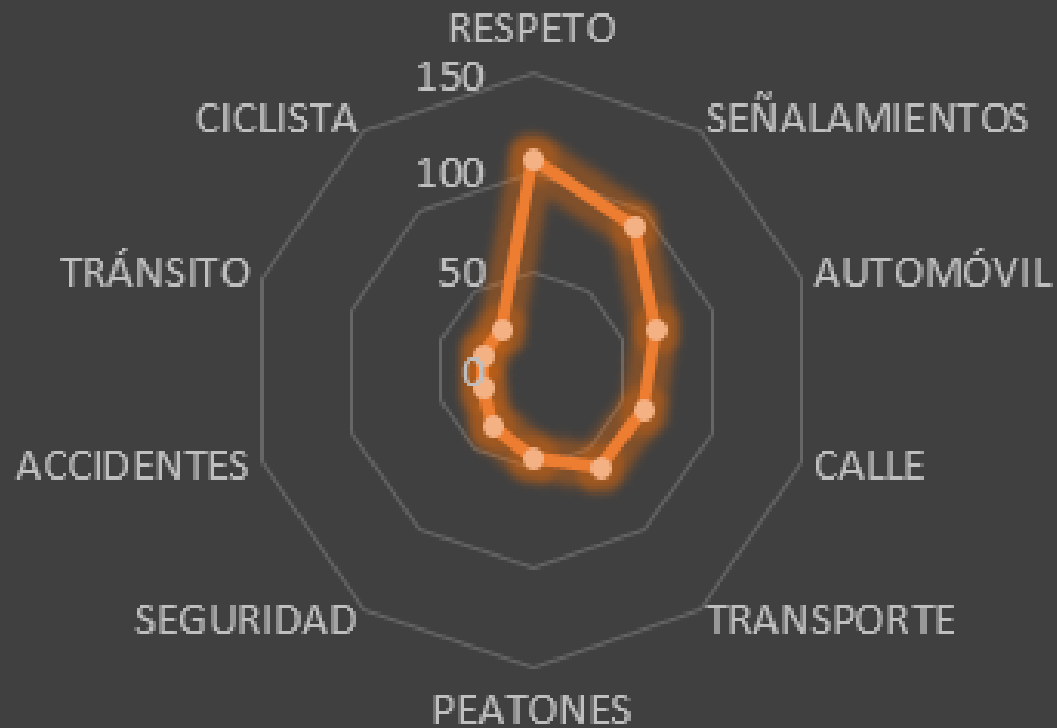 RESPETO
150
CICLISTA
SEÑALAMIENTOS
100
TRÁNSITO
50
AUTOMÓVIL
0
ACCIDENTES
CALLE
SEGURIDAD
TRANSPORTE
PEATONES